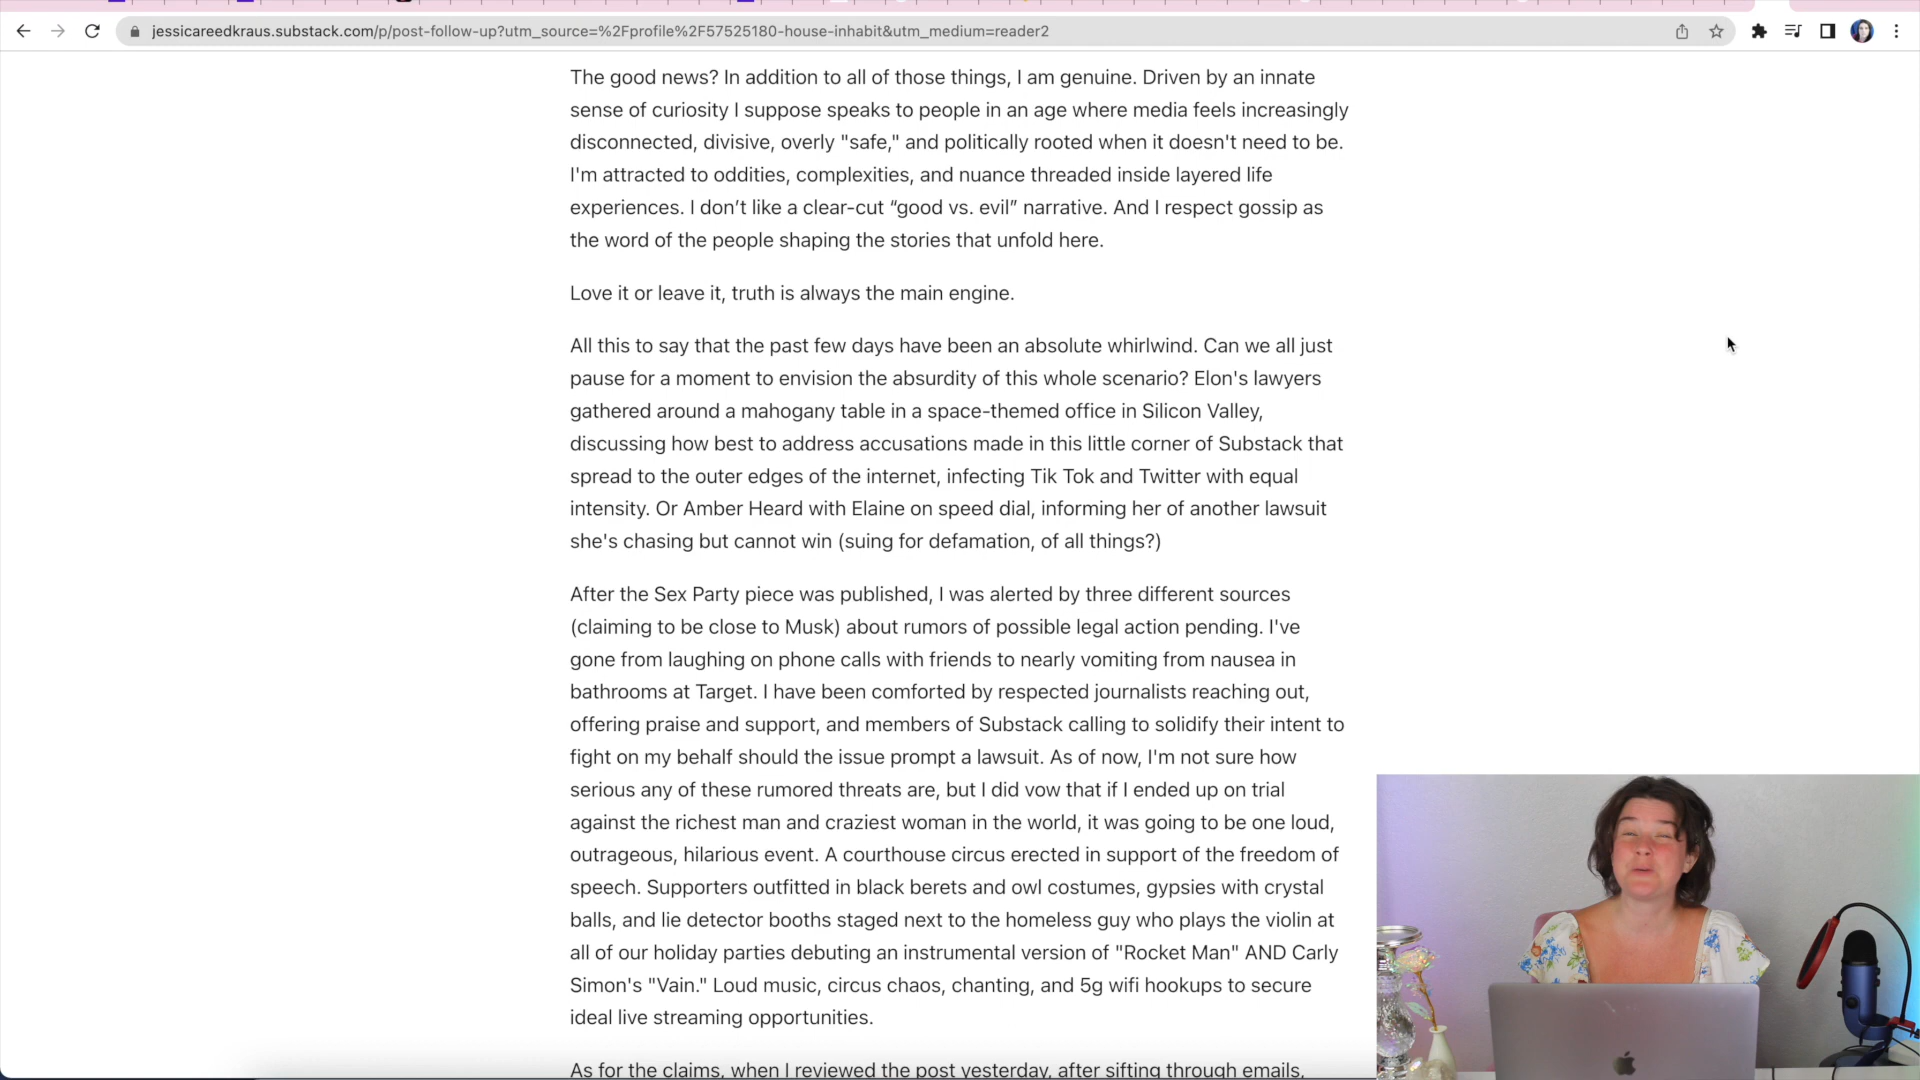 jessicareedkraus.substack.com/p/post-follow-up?utm_source=%2Fprofile%2F57525180-house-inhabit&utm_medium=reader2
The good news? In addition to all of those things, I am genuine. Driven by an innate
sense of curiosity I suppose speaks to people in an age where media feels increasingly
disconnected, divisive, overly "safe," and politically rooted when it doesn't need to be.
I'm attracted to oddities, complexities, and nuance threaded inside layered life
experiences. I don’t like a clear-cut “good vs. evil” narrative. And I respect gossip as
the word of the people shaping the stories that unfold here.
Love it or leave it, truth is always the main engine.
All this to say that the past few days have been an absolute whirlwind. Can we all just
pause for a moment to envision the absurdity of this whole scenario? Elon's lawyers
gathered around a mahogany table in a space-themed office in Silicon Valley,
discussing how best to address accusations made in this little corner of Substack that
spread to the outer edges of the internet, infecting Tik Tok and Twitter with equal
intensity. Or Amber Heard with Elaine on speed dial, informing her of another lawsuit
she's chasing but cannot win (suing for defamation, of all things?)
After the Sex Party piece was published, I was alerted by three different sources
(claiming to be close to Musk) about rumors of possible legal action pending. I've
gone from laughing on phone calls with friends to nearly vomiting from nausea in
bathrooms at Target. I have been comforted by respected journalists reaching out,
offering praise and support, and members of Substack calling to solidify their intent to
fight on my behalf should the issue prompt a lawsuit. As of now, I'm not sure how
serious any of these rumored threats are, but I did vow that if I ended up on trial
against the richest man and craziest woman in the world, it was going to be one loud,
outrageous, hilarious event. A courthouse circus erected in support of the freedom of
speech. Supporters outfitted in black berets and owl costumes, gypsies with crystal
balls, and lie detector booths staged next to the homeless guy who plays the violin at
all of our holiday parties debuting an instrumental version of "Rocket Man" AND Carly
Simon's "Vain." Loud music, circus chaos, chanting, and 5g wifi hookups to secure
ideal live streaming opportunities.
As for the claims, when I reviewed the post yesterday, after sifting through emails,